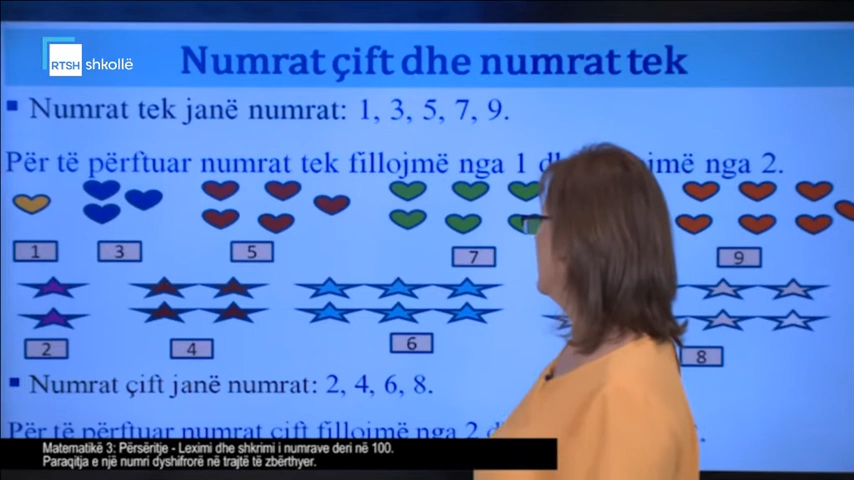 RTSH shkollë
Numrat çift dhe numrat tek
▪ Numrat tek janë numrat: 1, 3, 5, 7, 9.
Për të përftuar numrat tek fillojmë nga 1 nga 2.
1 3 5 7 9
2 4 6 8
▪ Numrat çift janë numrat: 2, 4, 6, 8.
Për të përftuar numrat çift fillojmë nga 2
Matematikë 3: Përsëritje - Leximi dhe shkrimi i numrave deri në 100.
Paraqitja e një numri dyshifrorë në trajtë të zbërthyer.